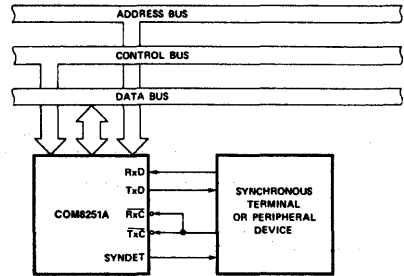 ADDRESS BUS
CONTROL BUS
DATA BUS
RxD
TxD
COM8251A
RxC
TxC
SYNDET
SYNCHRONOUS
TERMINAL
OR PERIPHERAL
DEVICE